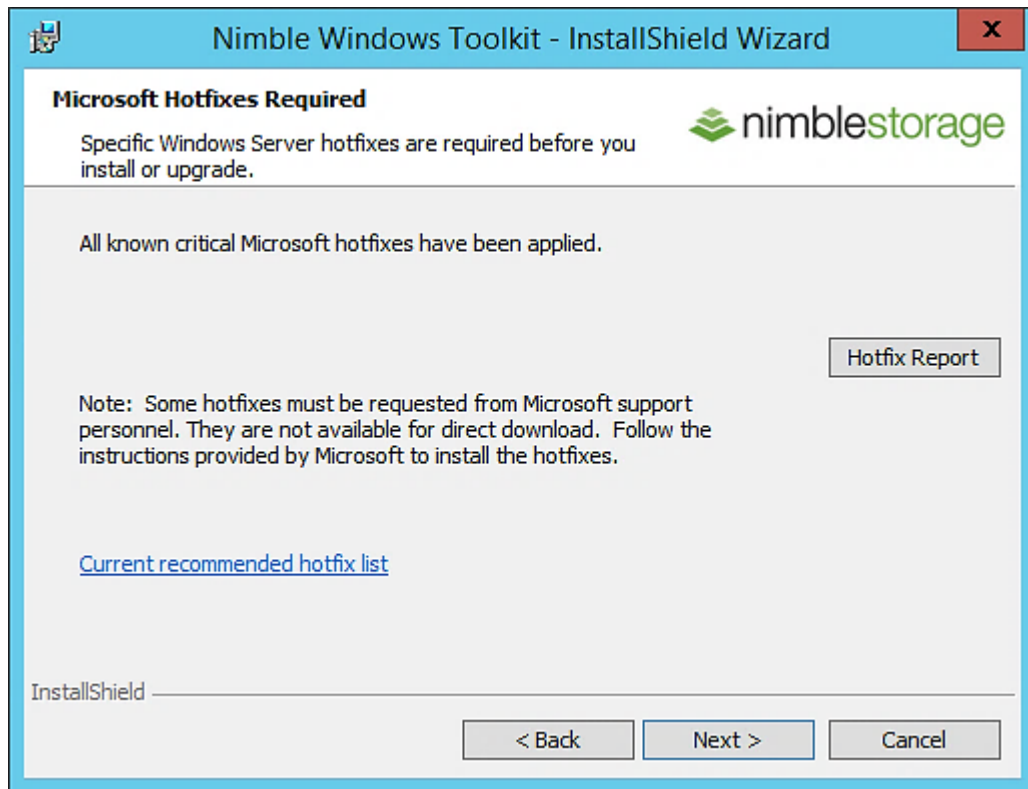 Nimble Windows Toolkit - InstallShield Wizard
x
Microsoft Hotfixes Required
nimblestorage
Specific Windows Server hotfixes are required before you
install or upgrade.
All known critical Microsoft hotfixes have been applied.
Hotfix Report
Note:  Some hotfixes must be requested from Microsoft support
personnel. They are not available for direct download.  Follow the
instructions provided by Microsoft to install the hotfixes.
Current recommended hotfix list
InstallShield
< Back
Next >
Cancel